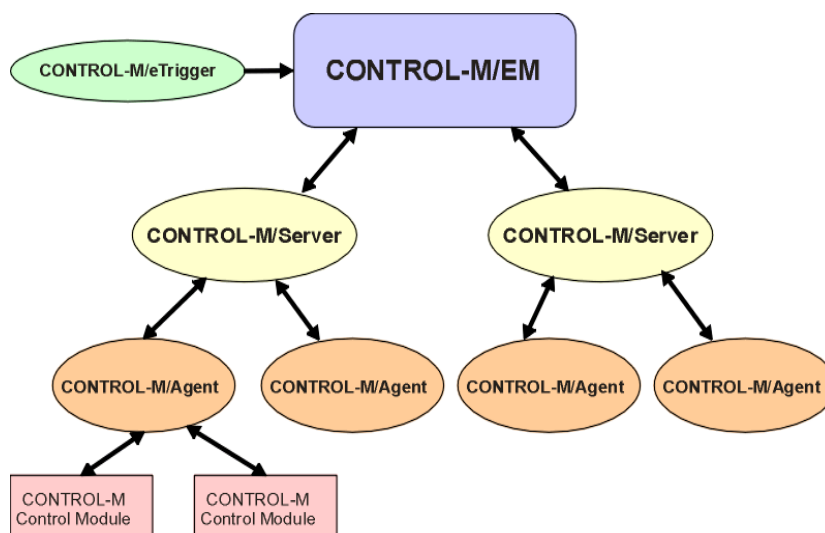 CONTROL-M/eTrigger
CONTROL-M/EM
CONTROL-M/Server
CONTROL-M/Server
CONTROL-M/Agent
CONTROL-M/Agent
CONTROL-M/Agent
CONTROL-M/Agent
CONTROL-M
Control Module
CONTROL-M
Control Module